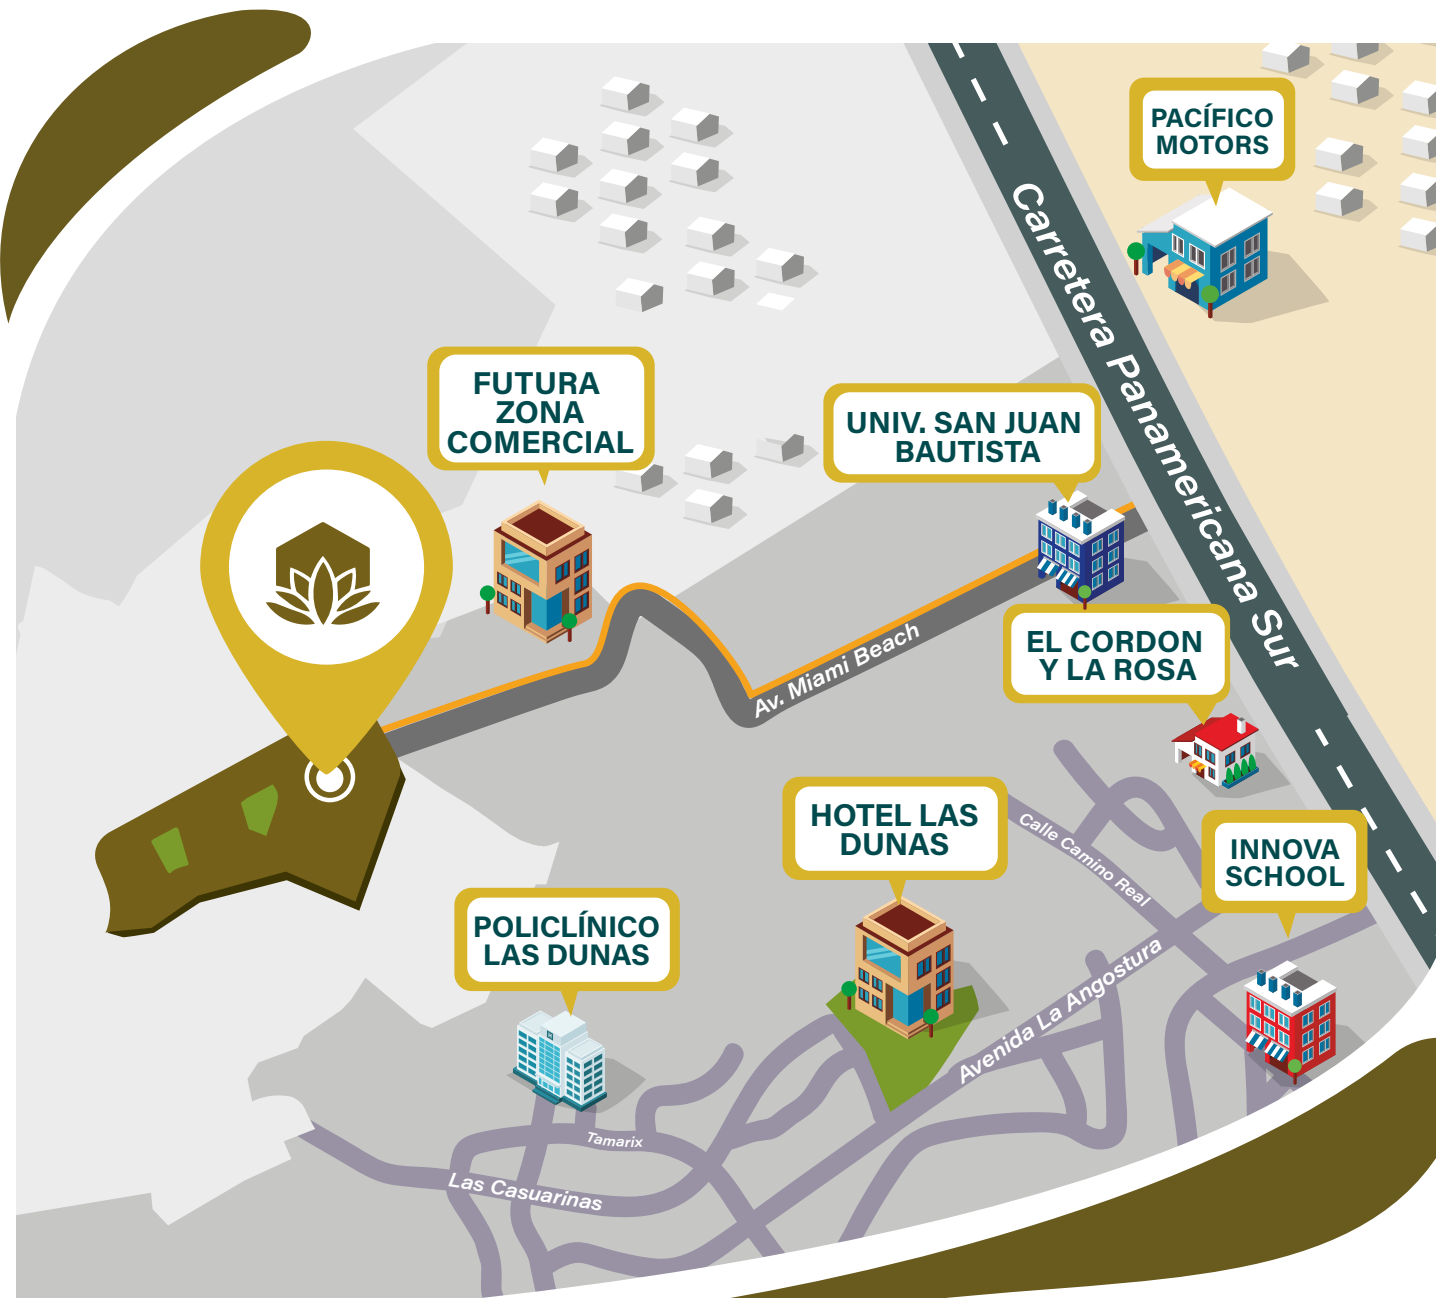 PACÍFICO
MOTORS
Carretera Panamericana Sur
FUTURA
ZONA
COMERCIAL
UNIV. SAN JUAN
BAUTISTA
Av. Miami Beach
EL CORDON
Y LA ROSA
HOTEL LAS
DUNAS
Calle Camino Real
INNOVA
SCHOOL
POLICLÍNICO
LAS DUNAS
Avenida La Angostura
Tamarix
Las Casuarinas